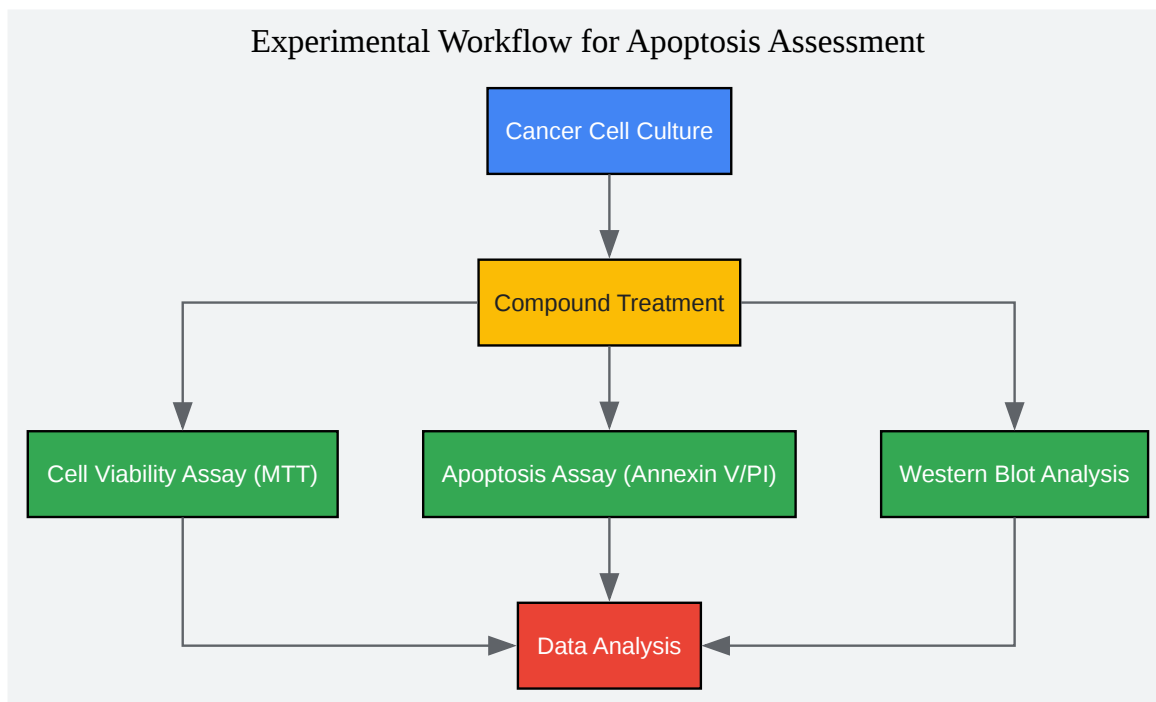 Experimental Workflow for Apoptosis Assessment
Cancer Cell Culture
Compound Treatment
Cell Viability Assay (MTT)
Apoptosis Assay (Annexin V/PI)
Western Blot Analysis
Data Analysis